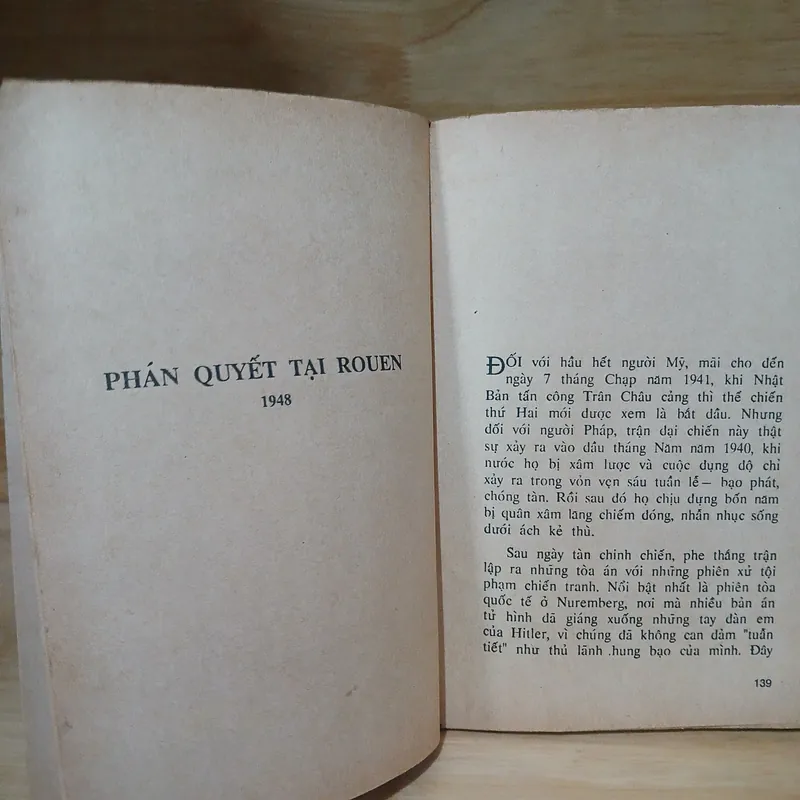 PHÁN QUYẾT TẠI ROUEN
1948
ĐỐI với hầu hết người Mỹ, mãi cho đến
ngày 7 tháng Chạp năm 1941, khi Nhật
Bản tấn công Trân Châu cảng thì thế chiến
thứ Hai mới được xem là bắt đầu. Nhưng
đối với người Pháp, trận đại chiến này thật
sự xảy ra vào đầu tháng Năm năm 1940, khi
nước họ bị xâm lược và cuộc đụng độ chỉ
xảy ra trong vỏn vẹn sáu tuần lễ— bạo phát,
chóng tàn. Rồi sau đó họ chịu đựng bốn năm
bị quân xâm lăng chiếm đóng, nhẫn nhục sống
dưới ách kẻ thù.
Sau ngày tàn chinh chiến, phe thắng trận
lập ra những tòa án với những phiên xử tội
phạm chiến tranh. Nổi bật nhất là phiên tòa
quốc tế ở Nuremberg, nơi mà nhiều bản án
tử hình đã giáng xuống những tay đàn em
của Hitler, vì chúng đã không can đảm "tuẫn
tiết" như thủ lãnh .hung bạo của mình. Đây
139